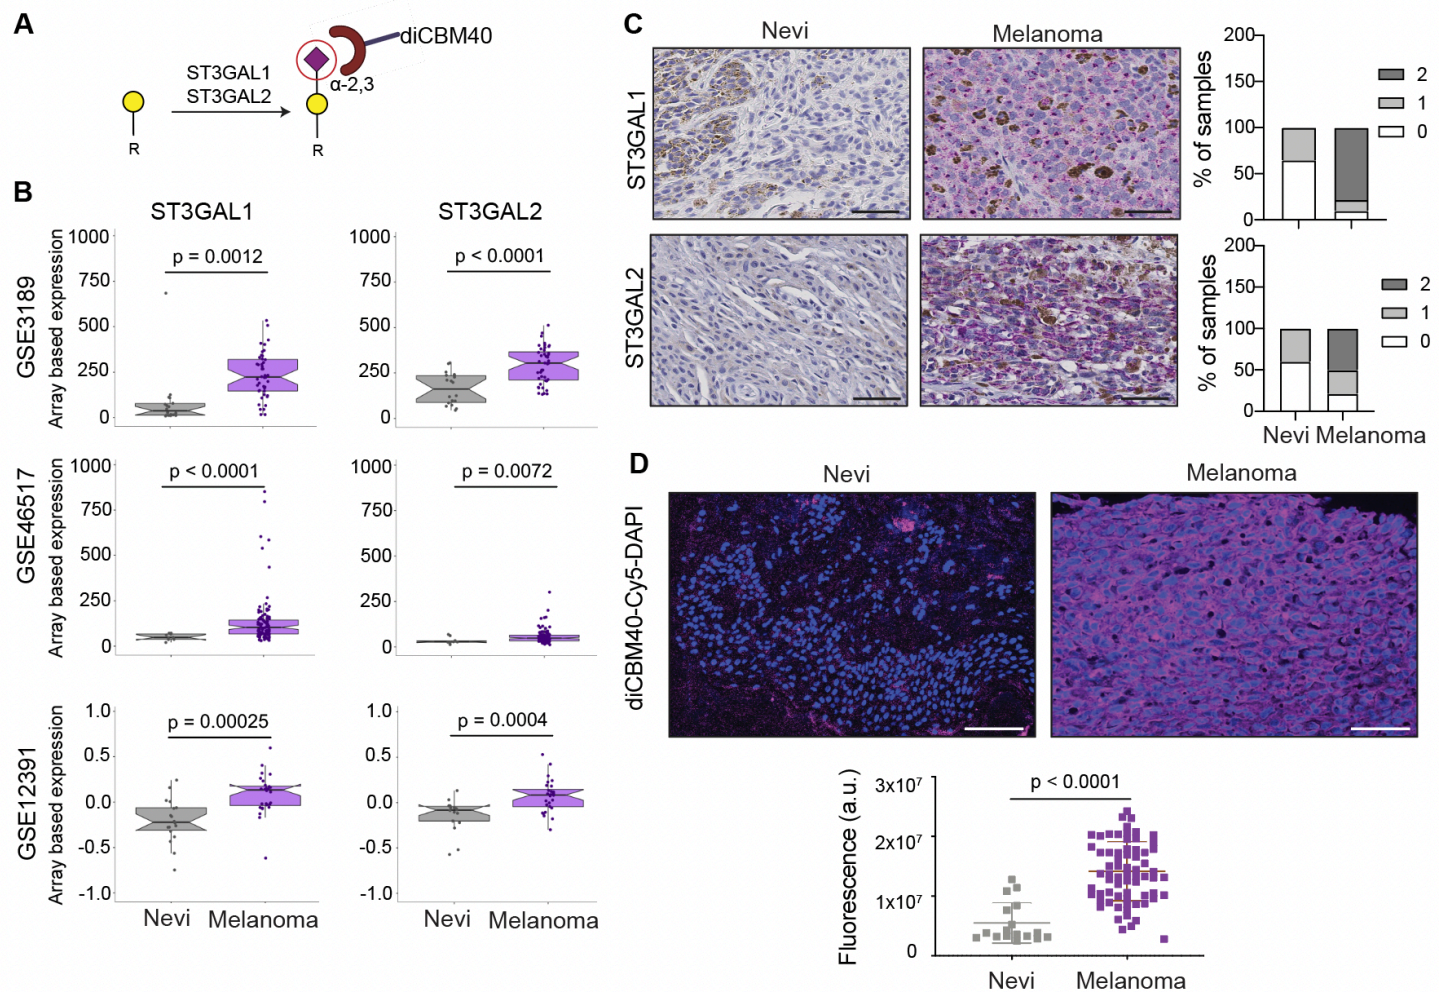 A
ST3GAL1
ST3GAL2
diCBM40
α-2,3
R
R
B
ST3GAL1
ST3GAL2
GSE3189
Array based expression
1000
750
500
250
0
p = 0.0012
1000
750
500
250
0
p < 0.0001
GSE46517
Array based expression
1000
750
500
250
0
p < 0.0001
1000
750
500
250
0
p = 0.0072
GSE12391
Array based expression
1.0
0.5
0.0
-0.5
-1.0
p = 0.00025
1.0
0.5
0.0
-0.5
-1.0
p = 0.0004
Nevi Melanoma
Nevi Melanoma
C
Nevi
Melanoma
ST3GAL1
% of samples
200
150
100
50
0
2
1
0
ST3GAL2
% of samples
200
150
100
50
0
2
1
0
Nevi Melanoma
D
Nevi
Melanoma
diCBM40-Cy5-DAPI
Fluorescence (a.u.)
3x10⁷
2x10⁷
1x10⁷
0
p < 0.0001
Nevi
Melanoma